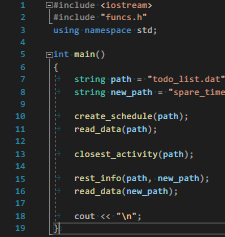 1 #include <iostream>
2 #include "funcs.h"
3 using namespace std;
4
5 int main()
6 {
7 string path = "todo_list.dat"
8 string new_path = "spare_time
9
10 create_schedule(path);
11 read_data(path);
12
13 closest_activity(path);
14
15 rest_info(path, new_path);
16 read_data(new_path);
17
18 cout << "\n";
19 }